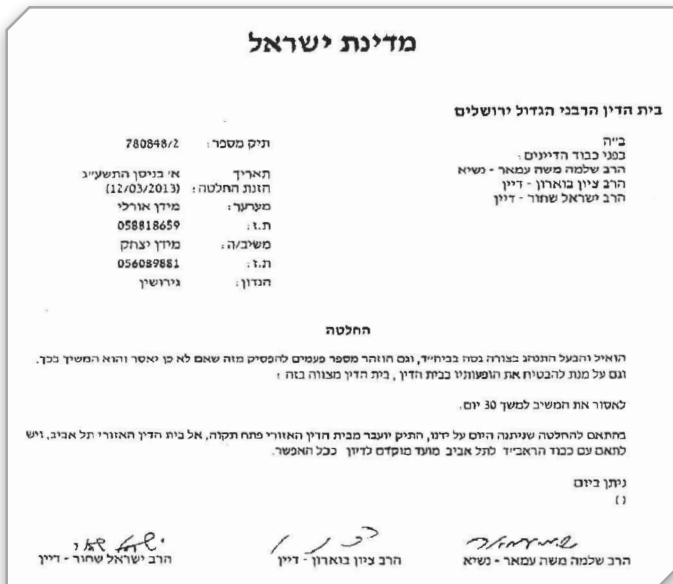 מדינת ישראל
בית הדין הרבני הגדול ירושלים
ב״ה
בפני כבוד הדיינים:
הרב שלמה משה עמאר - נשיא
הרב ציון בוארון - דיין
הרב ישראל שחור - דיין
תיק מספר: 780848/2
תאריך א׳ בניסן התשע״ג
הזנת החלטה: (12/03/2013)
מערער: מידן אורלי
ת.ז: 058818659
משיב/ה: מידן יצחק
ת.ז: 056089881
הנדון: גירושין
החלטה
הואיל והבעל התנהג בצורה גסה בביה״ד, וגם הוזהר מספר פעמים להפסיק מזה שאם לא כן יאסר והוא המשיך בכך.
וגם על מנת להבטיח את הופעותיו בבית הדין, בית הדין מצווה בזה:
לאסור את המשיב למשך 30 יום.
בהתאם להחלטה שניתנה היום על ידנו, התיק יועבר מבית הדין האזורי פתח תקוה, אל בית הדין האזורי תל אביב, ויש
לתאם עם כבוד הראב״ד לתל אביב מועד מוקדם לדיון ככל האפשר.
ניתן ביום
()
הרב שלמה משה עמאר - נשיא הרב ציון בוארון - דיין הרב ישראל שחור - דיין